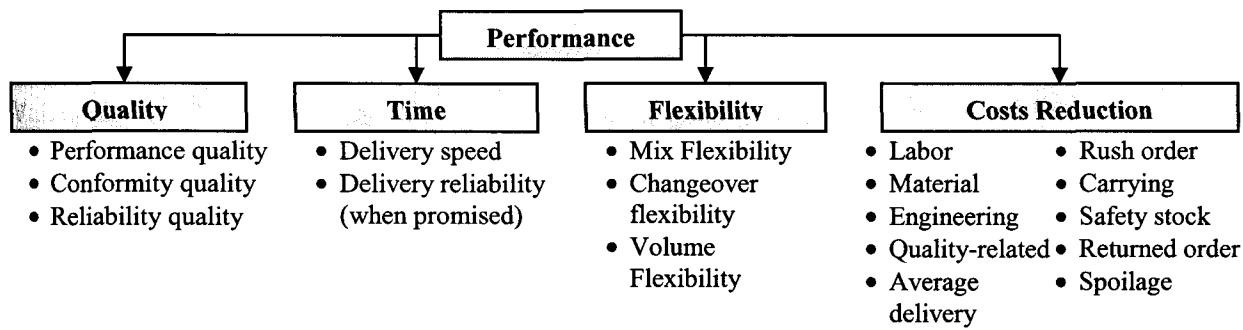 Performance
Quality
• Performance quality
• Conformity quality
• Reliability quality
Time
• Delivery speed
• Delivery reliability
(when promised)
Flexibility
• Mix Flexibility
• Changeover
flexibility
• Volume
Flexibility
Costs Reduction
• Labor
• Material
• Engineering
• Quality-related
• Average
delivery
• Rush order
• Carrying
• Safety stock
• Returned order
• Spoilage